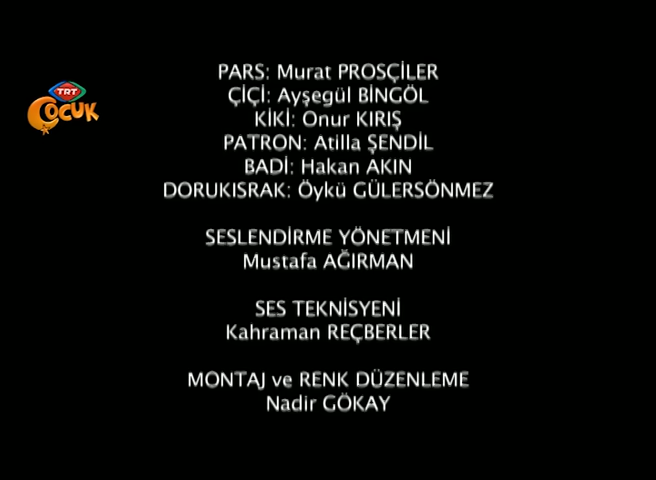 TRT
ÇOCUK
PARS: Murat PROSÇİLER
ÇİÇİ: Ayşegül BİNGÖL
KİKİ: Onur KIRIŞ
PATRON: Atilla ŞENDİL
BADİ: Hakan AKIN
DORUKISRAK: Öykü GÜLERSÖNMEZ
SESLENDİRME YÖNETMENİ
Mustafa AĞIRMAN
SES TEKNİSYENİ
Kahraman REÇBERLER
MONTAJ ve RENK DÜZENLEME
Nadir GÖKAY